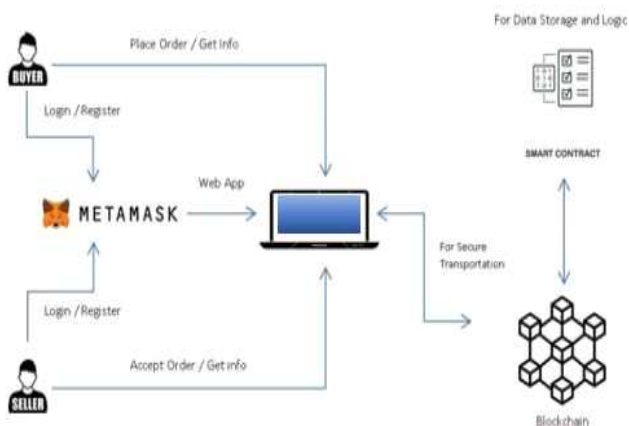 For Data Storage and Logic
Place Order / Get Info
BUYER
Login /Register
SMART CONTRACT
Web App
METAMASK
For Secure
Transportation
Login /Register
Accept Order / Get info
SELLER
Blockchain